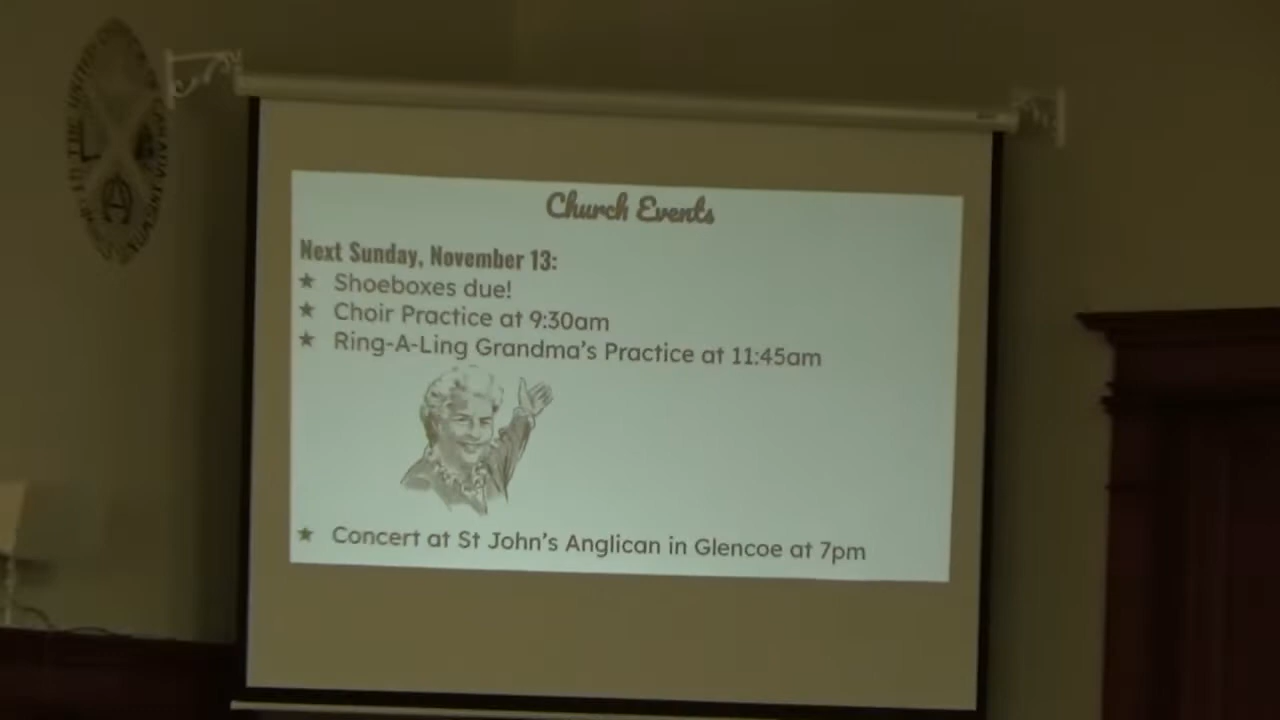 Church Events
Next Sunday, November 13:
★ Shoeboxes due!
★ Choir Practice at 9:30am
★ Ring-A-Ling Grandma's Practice at 11:45am
★ Concert at St John's Anglican in Glencoe at 7pm